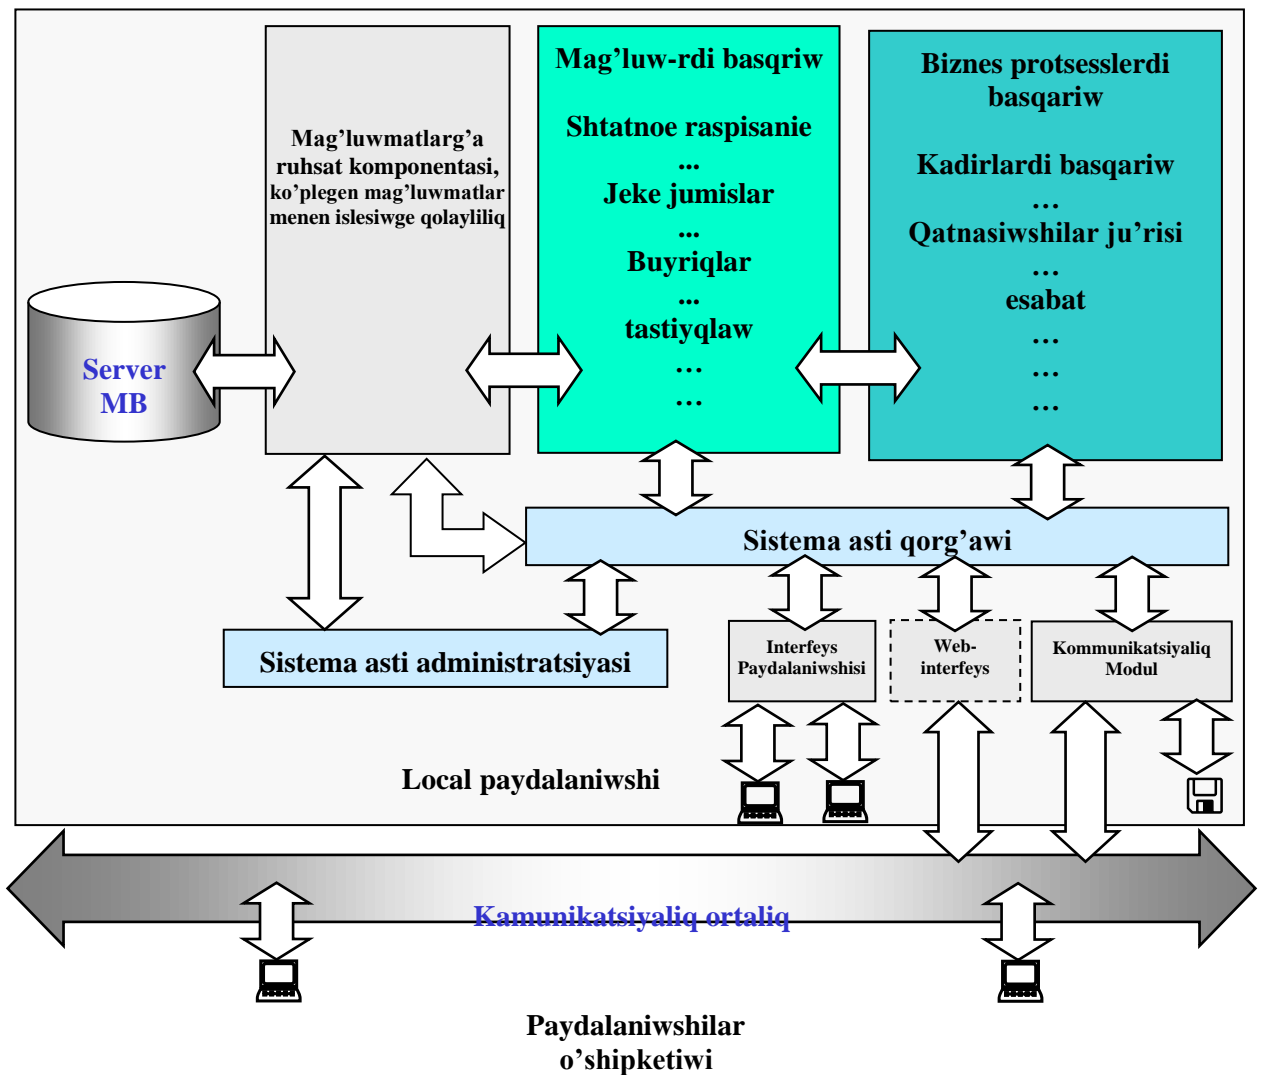 Mag’luwmatlarg’a
ruhsat komponentasi,
ko’plegen mag’luwmatlar
menen islesiwge qolayliliq
Mag’luw-rdi basqriw
Shtatnoe raspisanie
...
Jeke jumislar
...
Buyriqlar
...
tastiyqlaw
…
…
Biznes protsesslerdi
basqariw
Kadirlardi basqariw
…
Qatnasiwshilar ju’risi
…
esabat
…
…
…
Server
MB
Sistema asti qorg’awi
Sistema asti administratsiyasi
Interfeys
Paydalaniwshisi
Web-
interfeys
Kommunikatsiyaliq
Modul
Local paydalaniwshi
Kamunikatsiyaliq ortaliq
Paydalaniwshilar
o’shipketiwi